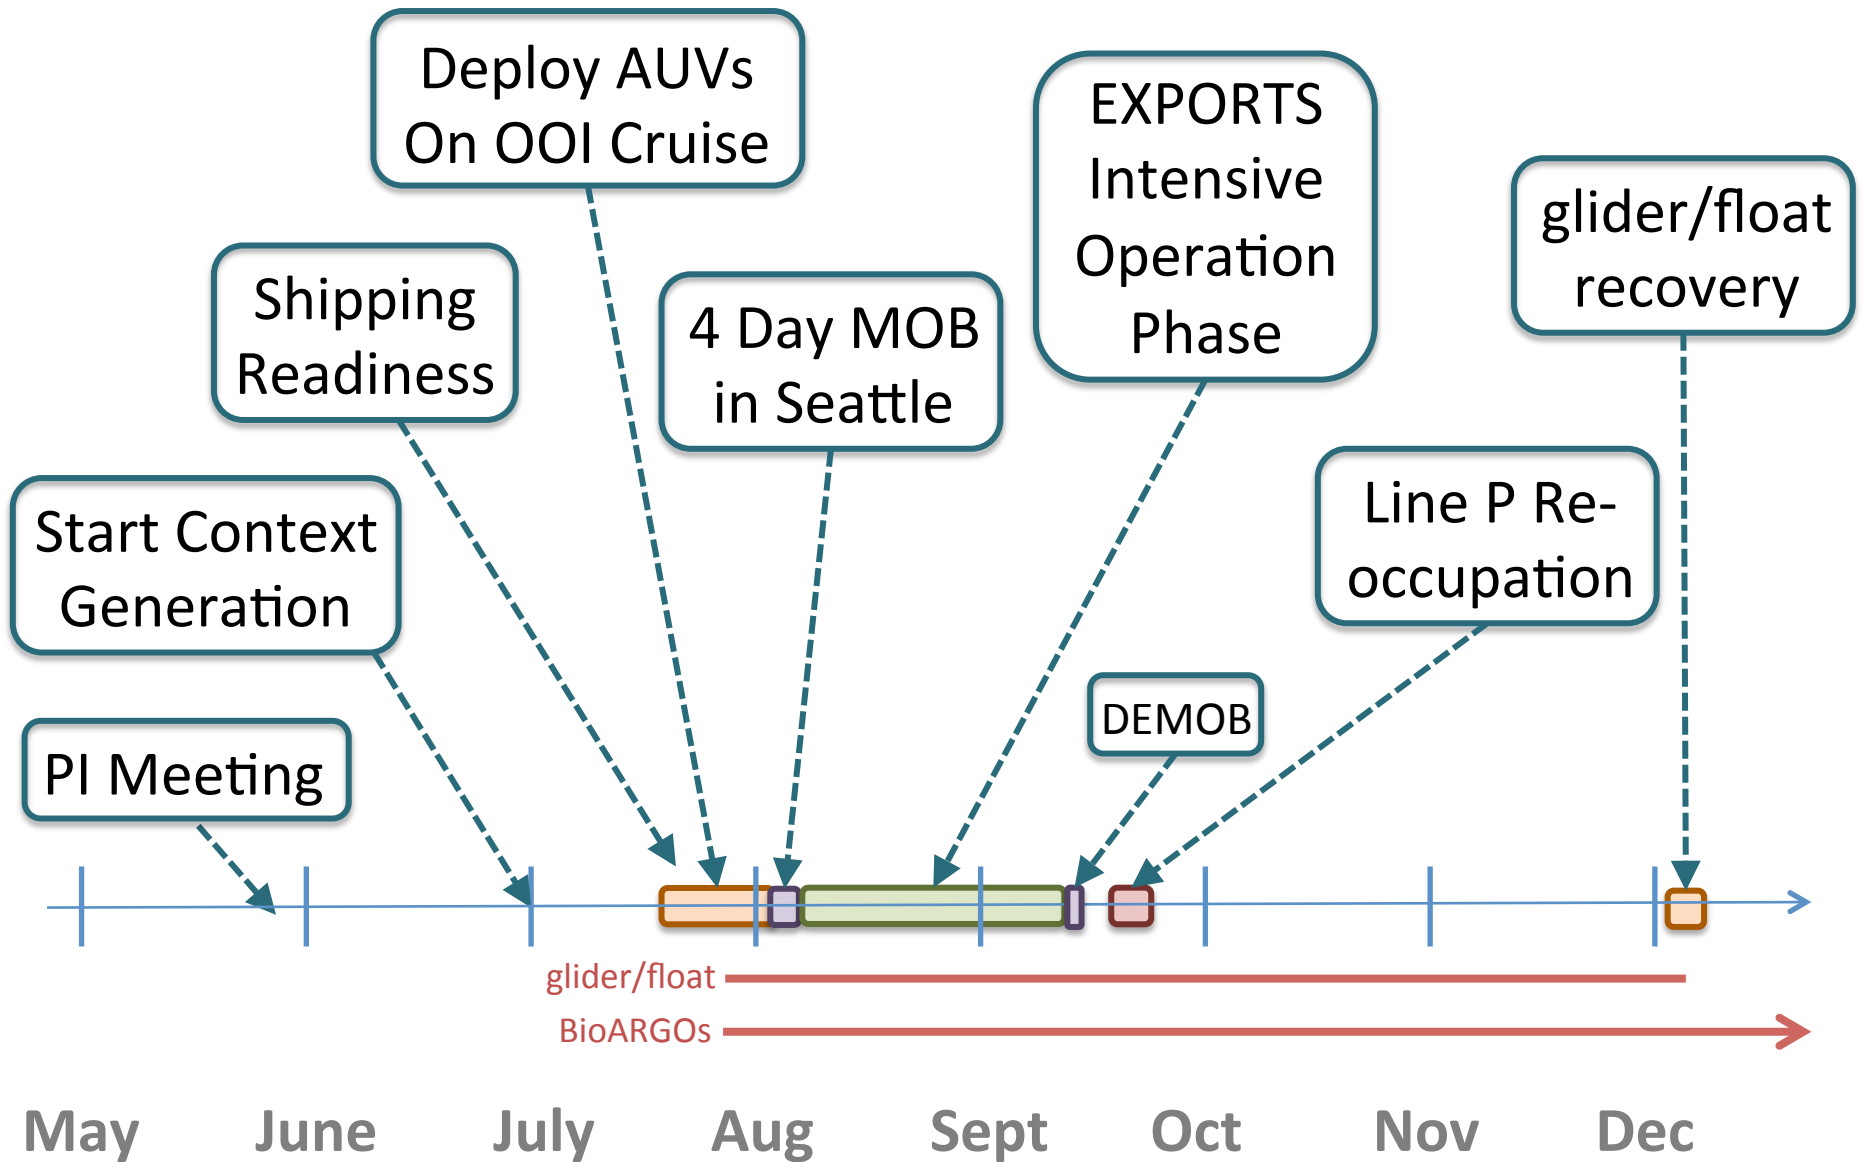 Deploy AUVs
On OOI Cruise
EXPORTS
Intensive
Operation
Phase
glider/float
recovery
Shipping
Readiness
4 Day MOB
in Seattle
Line P Re-
occupation
Start Context
Generation
DEMOB
PI Meeting
glider/float
BioARGOs
May June July Aug Sept Oct Nov Dec